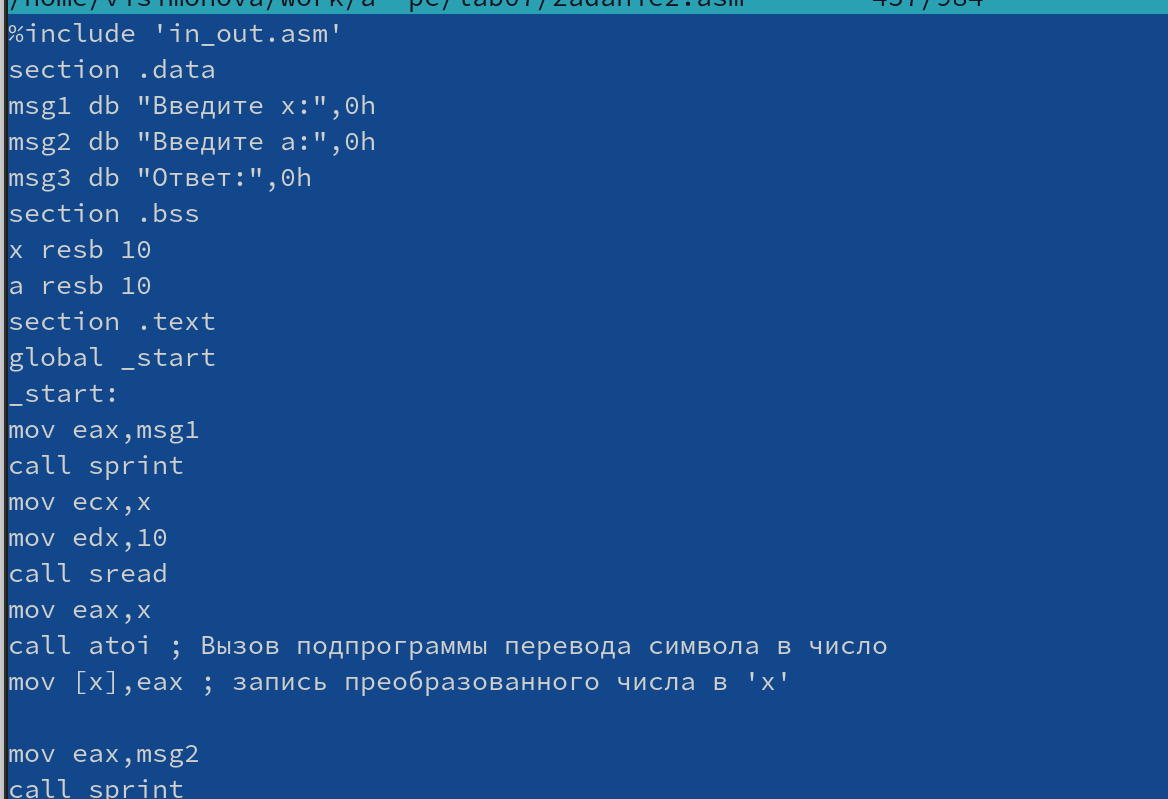 %include 'in_out.asm'
section .data
msg1 db "Введите x:",0h
msg2 db "Введите a:",0h
msg3 db "Ответ:",0h
section .bss
x resb 10
a resb 10
section .text
global _start
_start:
mov eax,msg1
call sprint
mov ecx,x
mov edx,10
call sread
mov eax,x
call atoi ; Вызов подпрограммы перевода символа в число
mov [x],eax ; запись преобразованного числа в 'x'
mov eax,msg2
call sprint